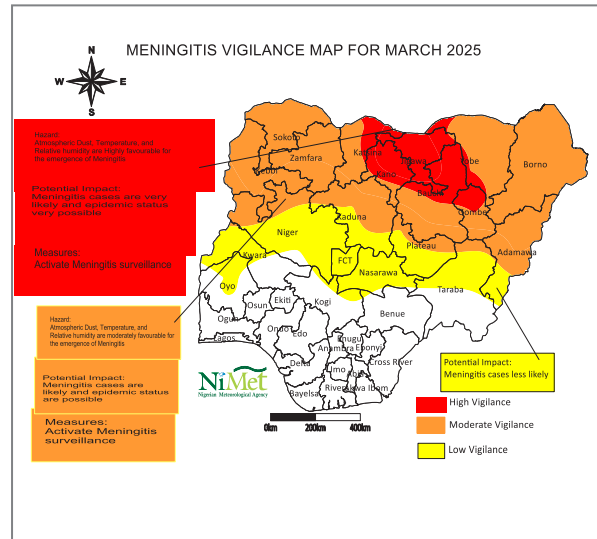 MENINGITIS VIGILANCE MAP FOR MARCH 2025
N
W E
S
Hazard:
Atmospheric Dust, Temperature, and
Relative humidity are Highly favourable for
the emergence of Meningitis
Potential Impact:
Meningitis cases are very
likely and epidemic status
very possible
Measures:
Activate Meningitis surveillance
Hazard:
Atmospheric Dust, Temperature, and
Relative humidity are moderately favourable for
the emergence of Meningitis
Potential Impact:
Meningitis cases are
likely and epidemic status
are possible
Measures:
Activate Meningitis
surveillance
Sokoto
Zamfara
Kebbi
Katsina
Kano
Jigawa
Yobe
Borno
Bauchi
Gombe
Kaduna
Niger
Plateau
Adamawa
Kwara
FCT
Nasarawa
Oyo
Taraba
Kogi
Benue
Osun
Ekiti
Ogun
Ondo
Edo
Lagos
Enugu
Anambra
Ebonyi
Cross River
Delta
Imo
Abia
Bayelsa
Rivers
Akwa Ibom
Potential Impact:
Meningitis cases less likely
NiMet
Nigerian Meteorological Agency
0km 200km 400km
High Vigilance
Moderate Vigilance
Low Vigilance